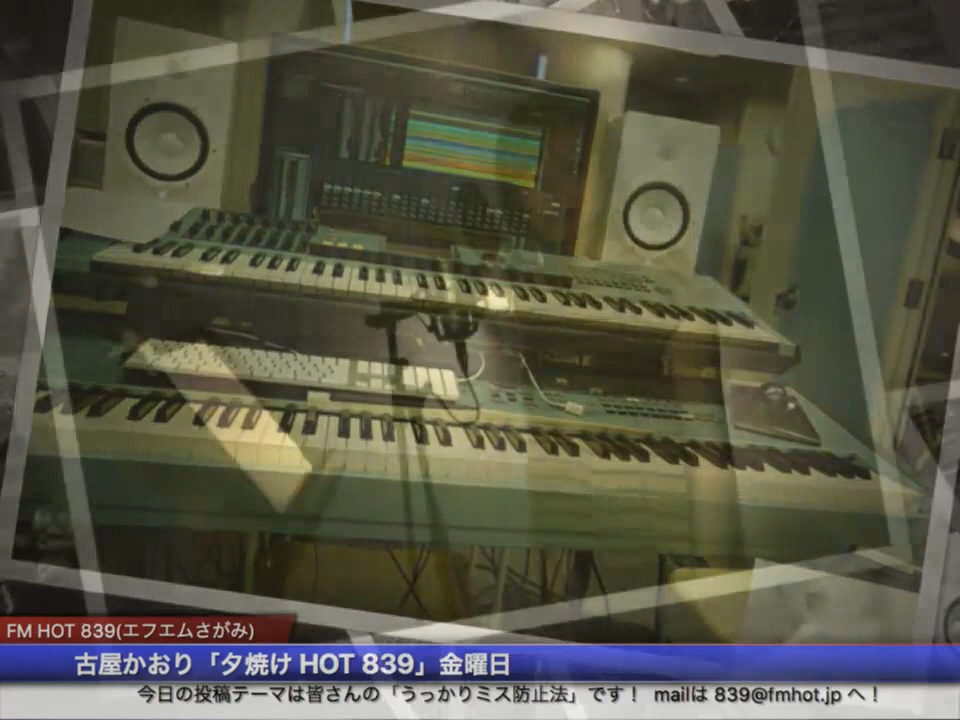 FM HOT 839(エフエムさがみ)
古屋かおり「夕焼け HOT 839」金曜日
今日の投稿テーマは皆さんの「うっかりミス防止法」です！ mailは 839@fmhot.jp へ！